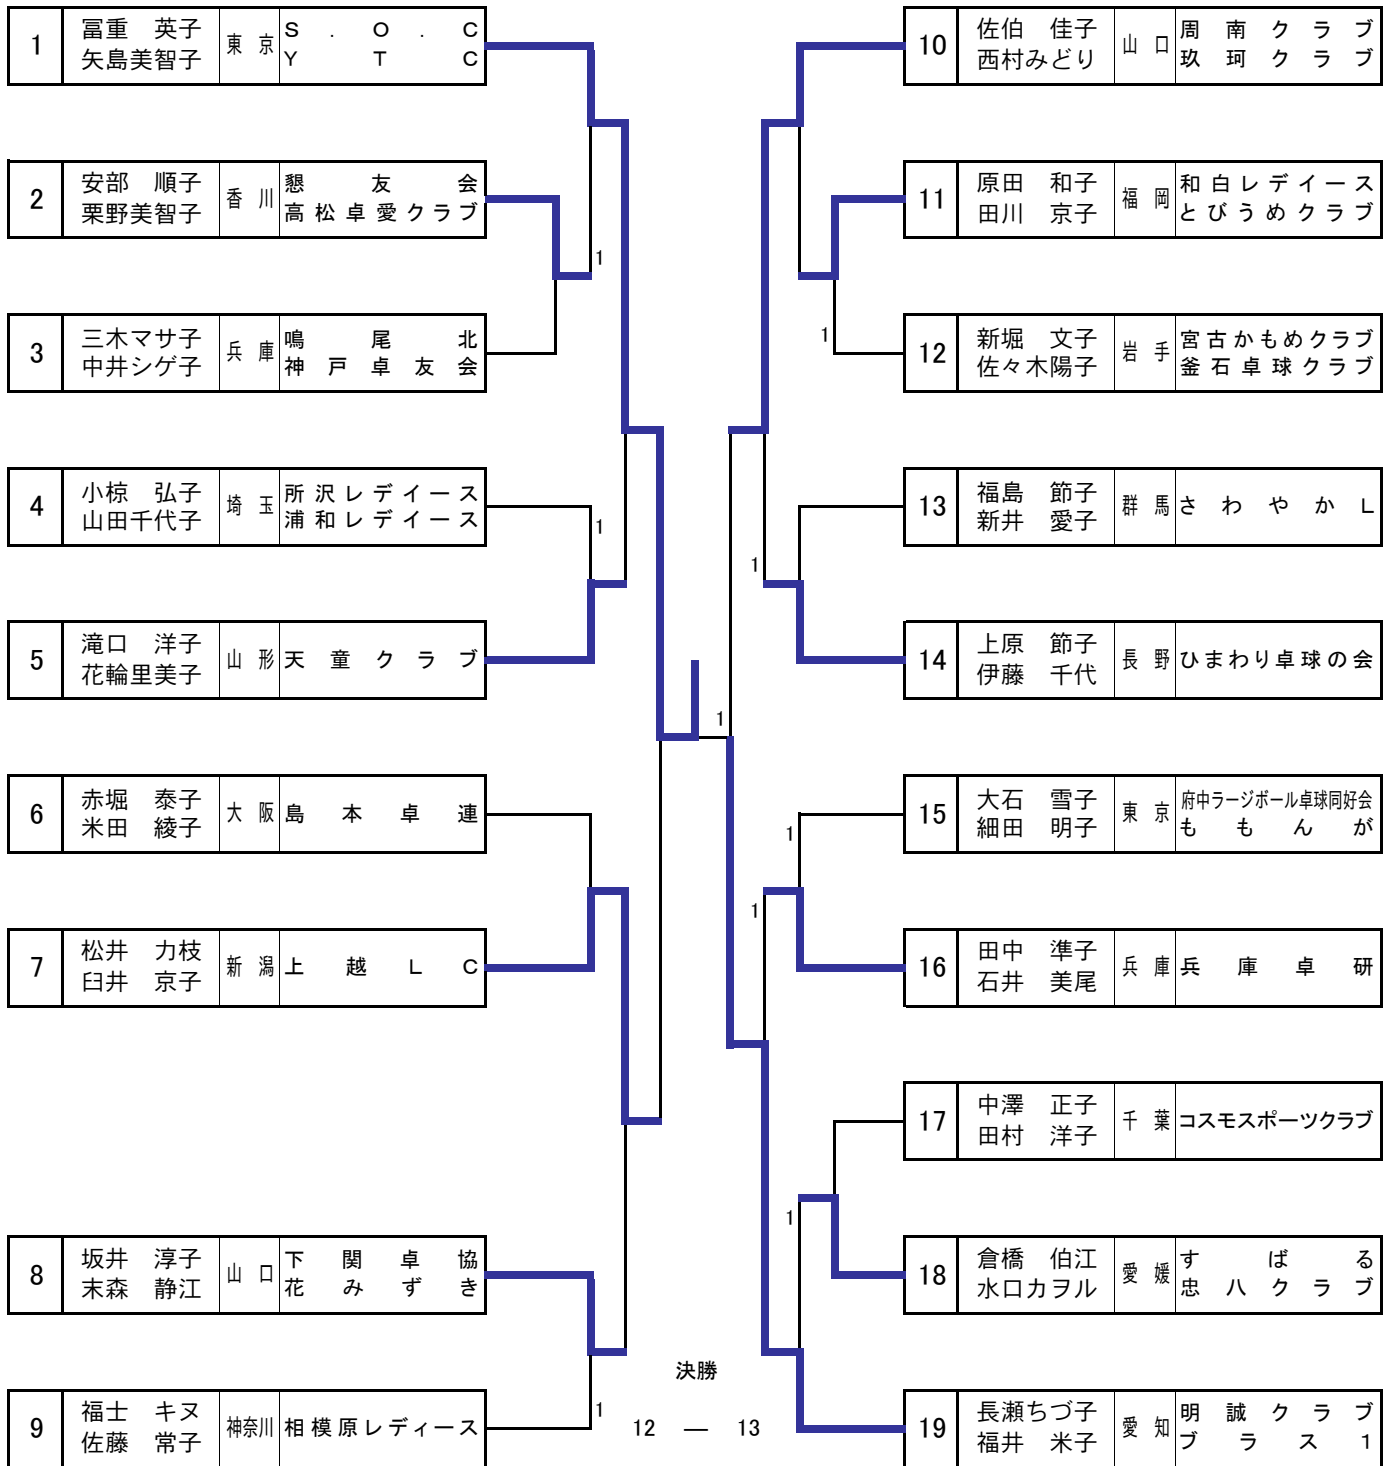 1 冨重 英子 東京 S.O.C
矢島美智子 YTC
2 安部 順子 香川 懇友会
栗野美智子 高松卓愛クラブ
1
3 三木マサ子 兵庫 鳴尾北
中井シゲ子 神戸卓友会
4 小椋 弘子 埼玉 所沢レデイース
山田千代子 浦和レデイース
1
5 滝口 洋子 山形 天童クラブ
花輪里美子
6 赤堀 泰子 大阪 島本卓連
米田 綾子
7 松井 力枝 新潟 上越LC
臼井 京子
8 坂井 淳子 山口 下関卓協
末森 静江 花みずき
1
9 福士 キヌ 神奈川 相模原レディース
佐藤 常子
10 佐伯 佳子 山口 周南クラブ
西村みどり 玖珂クラブ
11 原田 和子 福岡 和白レデイース
田川 京子 とびうめクラブ
1
12 新堀 文子 岩手 宮古かもめクラブ
佐々木陽子 釜石卓球クラブ
13 福島 節子 群馬 さわやかL
新井 愛子
1
14 上原 節子 長野 ひまわり卓球の会
伊藤 千代
1
15 大石 雪子 東京 府中ラージボール卓球同好会
細田 明子 ももんが
1
1
16 田中 準子 兵庫 兵庫卓研
石井 美尾
17 中澤 正子 千葉 コスモスポーツクラブ
田村 洋子
1
18 倉橋 伯江 愛媛 すばる
水口カヲル 忠八クラブ
19 長瀬ちづ子 愛知 明誠クラブ
福井 米子 プラス1
決勝
12 — 13